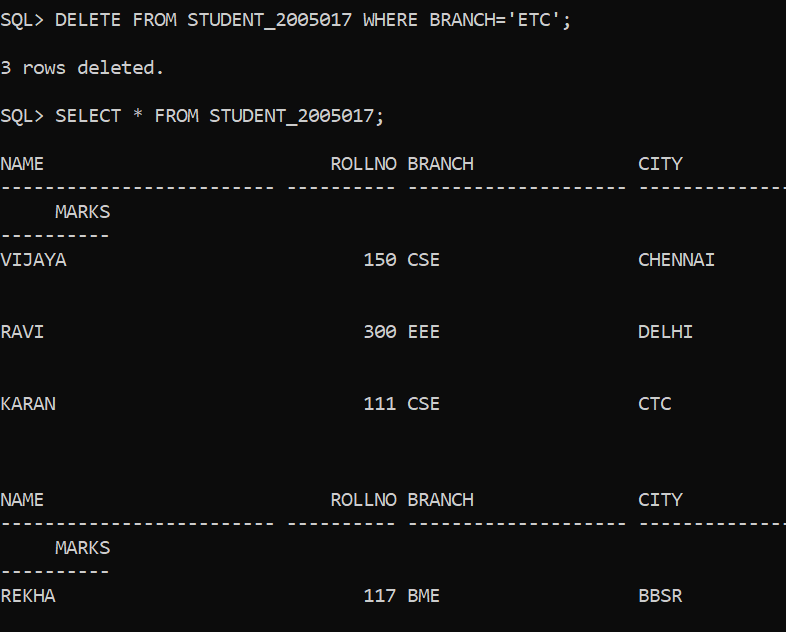 SQL> DELETE FROM STUDENT_2005017 WHERE BRANCH='ETC';
3 rows deleted.
SQL> SELECT * FROM STUDENT_2005017;
NAME                          ROLLNO BRANCH               CITY
------------------------- ---------- -------------------- --------------
     MARKS
----------
VIJAYA                           150 CSE                  CHENNAI
RAVI                             300 EEE                  DELHI
KARAN                            111 CSE                  CTC
NAME                          ROLLNO BRANCH               CITY
------------------------- ---------- -------------------- --------------
     MARKS
----------
REKHA                            117 BME                  BBSR